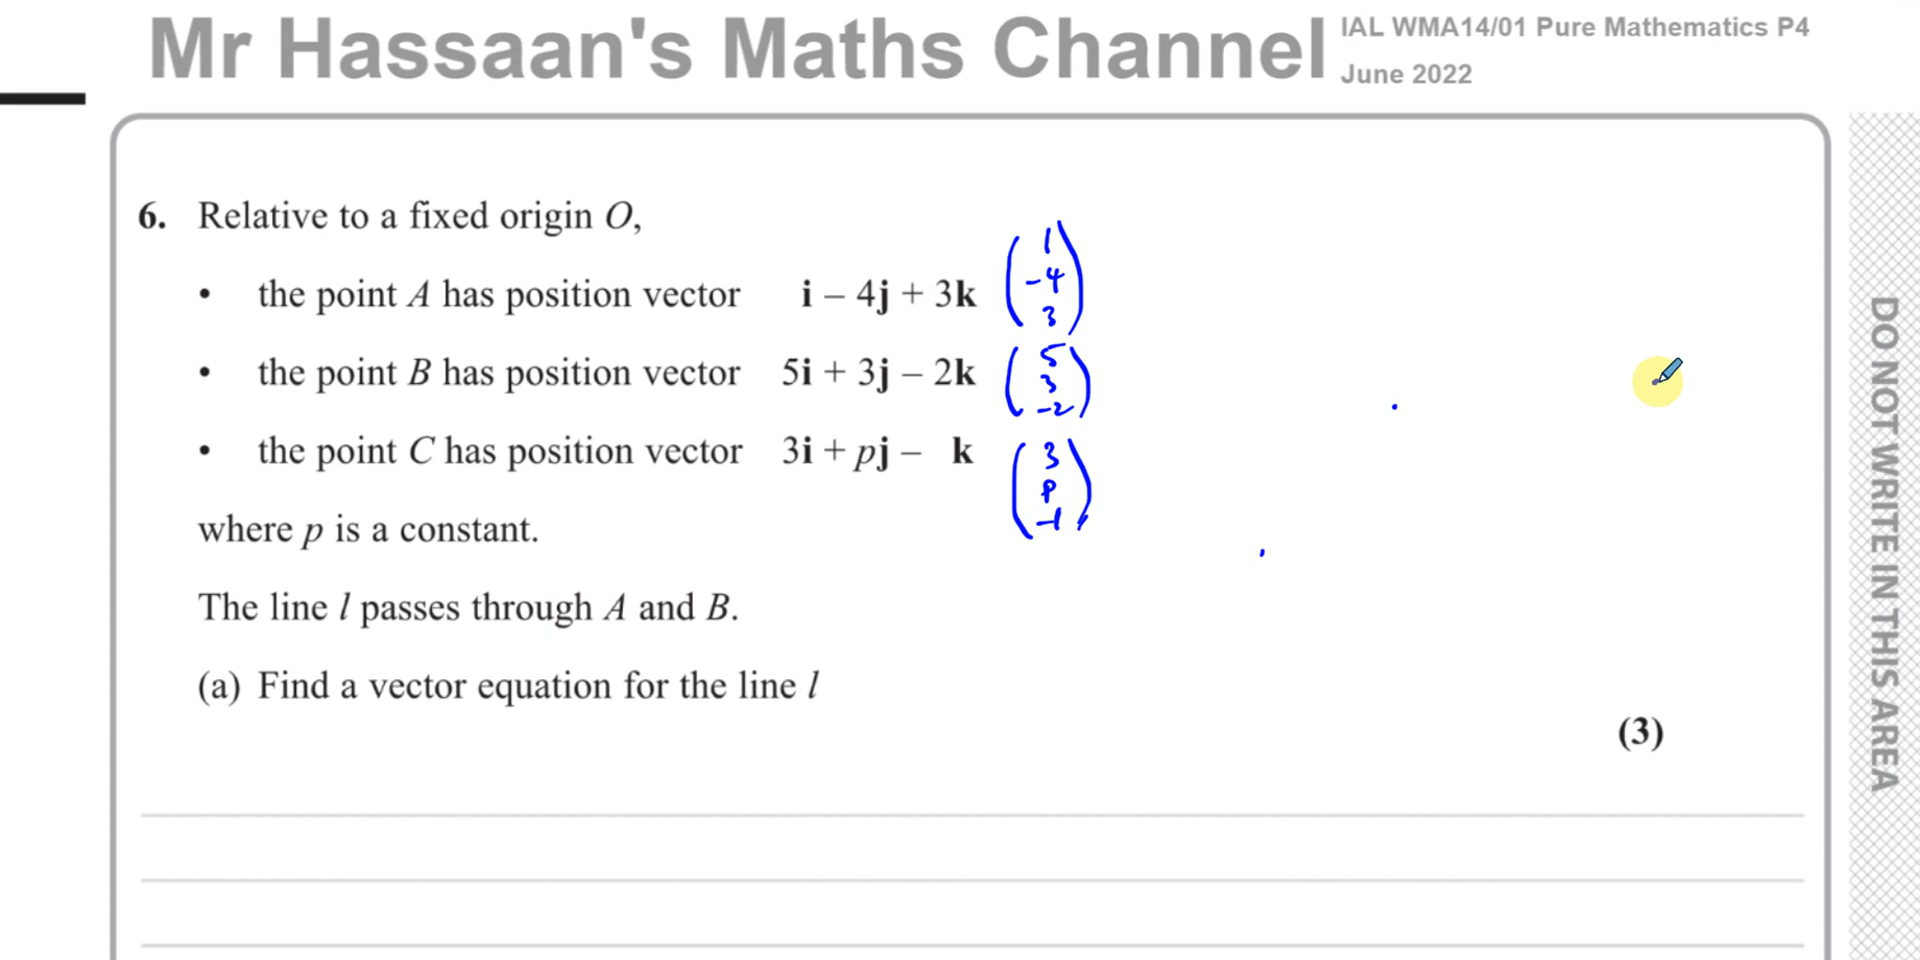 Mr Hassaan's Maths Channel
IAL WMA14/01 Pure Mathematics P4
June 2022
6. Relative to a fixed origin O,
• the point A has position vector i – 4j + 3k (1 -4 3)
• the point B has position vector 5i + 3j – 2k (5 3 -2)
• the point C has position vector 3i + pj – k (3 p -1)
where p is a constant.
The line l passes through A and B.
(a) Find a vector equation for the line l
(3)
DO NOT WRITE IN THIS AREA